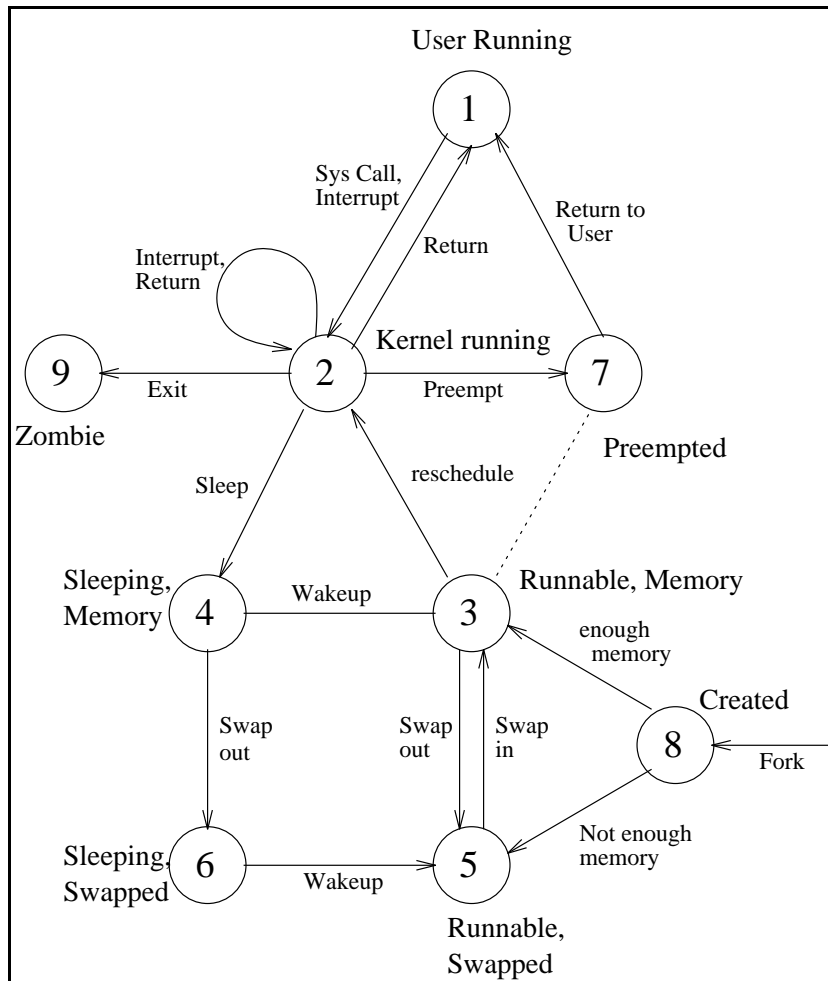 User Running
1
Sys Call,
Interrupt
Return to
User
Return
Interrupt,
Return
Kernel running
9
2
7
Exit
Preempt
Zombie
Preempted
Sleep
reschedule
Sleeping,
Memory
Wakeup
Runnable, Memory
4
3
enough
memory
Created
Swap
out
Swap
out
Swap
in
8
Fork
Not enough
memory
Sleeping,
Swapped
6
Wakeup
5
Runnable,
Swapped